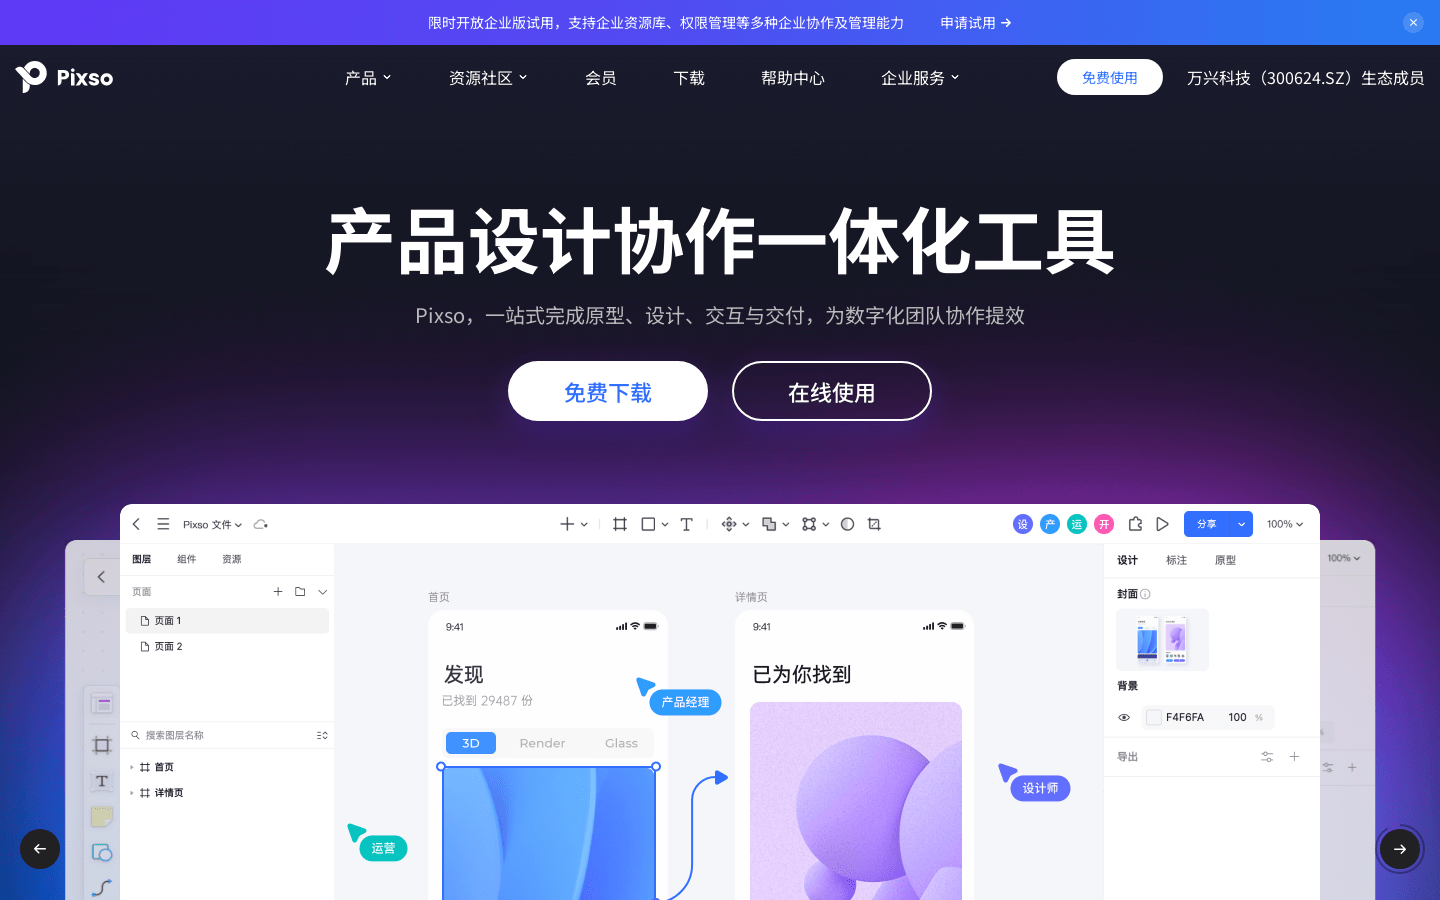 限时开放企业版试用，支持企业资源库、权限管理等多种企业协作及管理能力 申请试用
Pixso 产品 资源社区 会员 下载 帮助中心 企业服务 免费使用 万兴科技（300624.SZ）生态成员
产品设计协作一体化工具
Pixso，一站式完成原型、设计、交互与交付，为数字化团队协作提效
免费下载 在线使用
Pixso 文件 T 设 产 运 开 分享 100%
100%
图层 组件 资源
设计 标注 原型
页面
页面 1
页面 2
封面
背景
F4F6FA 100 %
导出
搜索图层名称
首页
详情页
首页
9:41
发现
已找到 29487 份
3D Render Glass
详情页
9:41
已为你找到
产品经理
设计师
运营
T